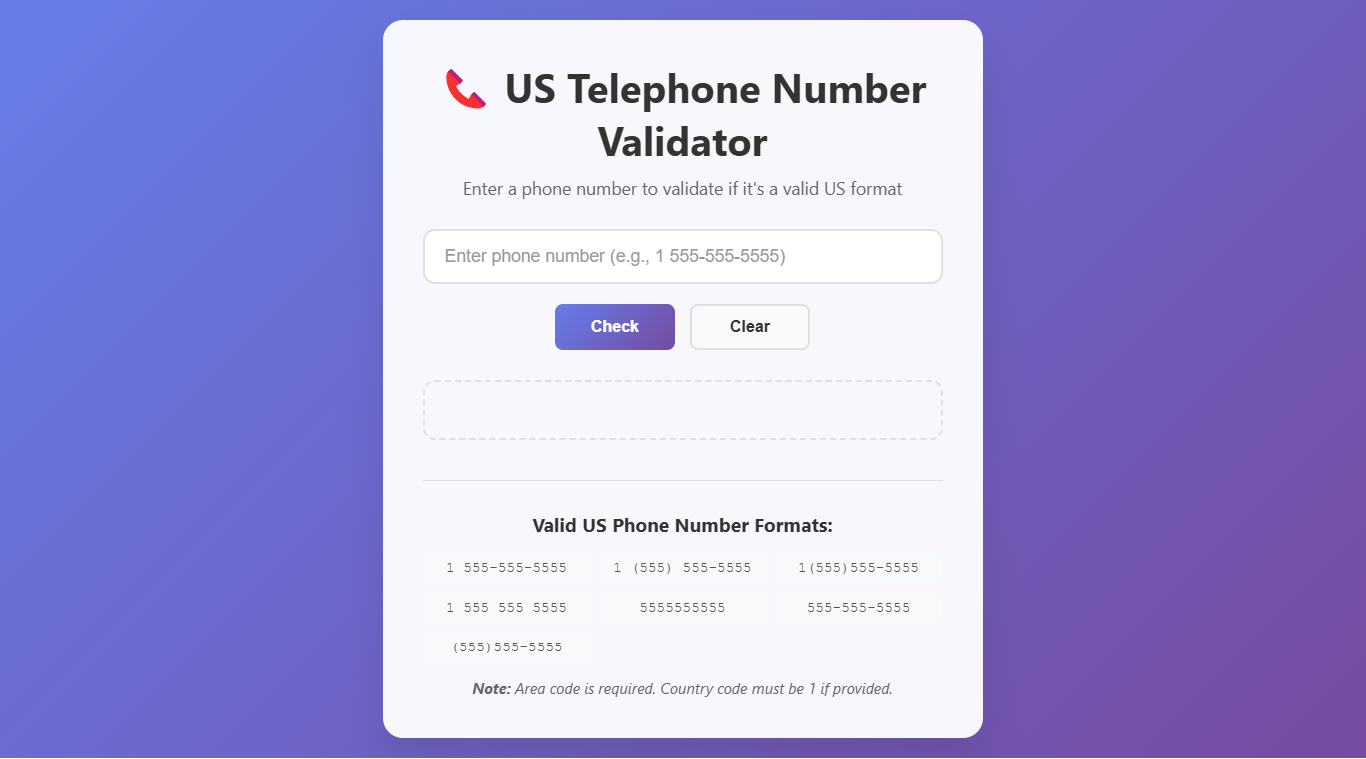 📞 US Telephone Number
Validator
Enter a phone number to validate if it's a valid US format
Enter phone number (e.g., 1 555-555-5555)
Check Clear
Valid US Phone Number Formats:
1 555-555-5555 1 (555) 555-5555 1(555)555-5555
1 555 555 5555 5555555555 555-555-5555
(555)555-5555
Note: Area code is required. Country code must be 1 if provided.